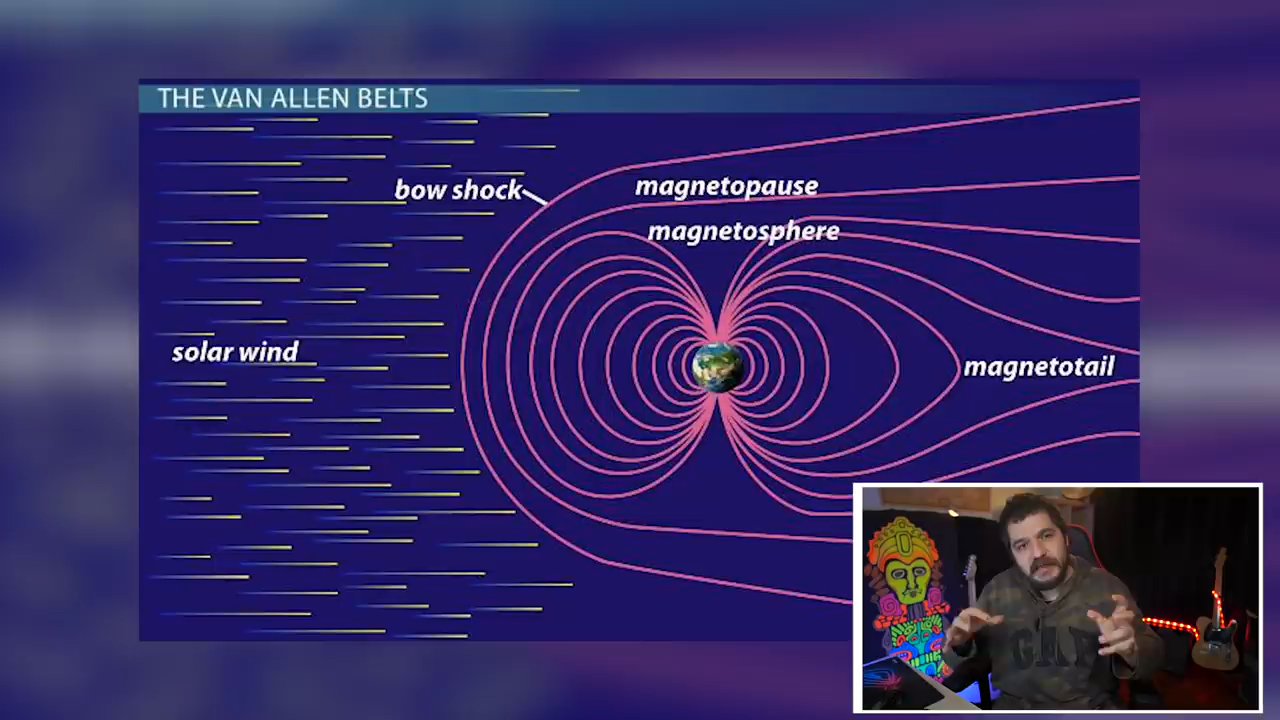 THE VAN ALLEN BELTS
bow shock
magnetopause
magnetosphere
solar wind
magnetotail